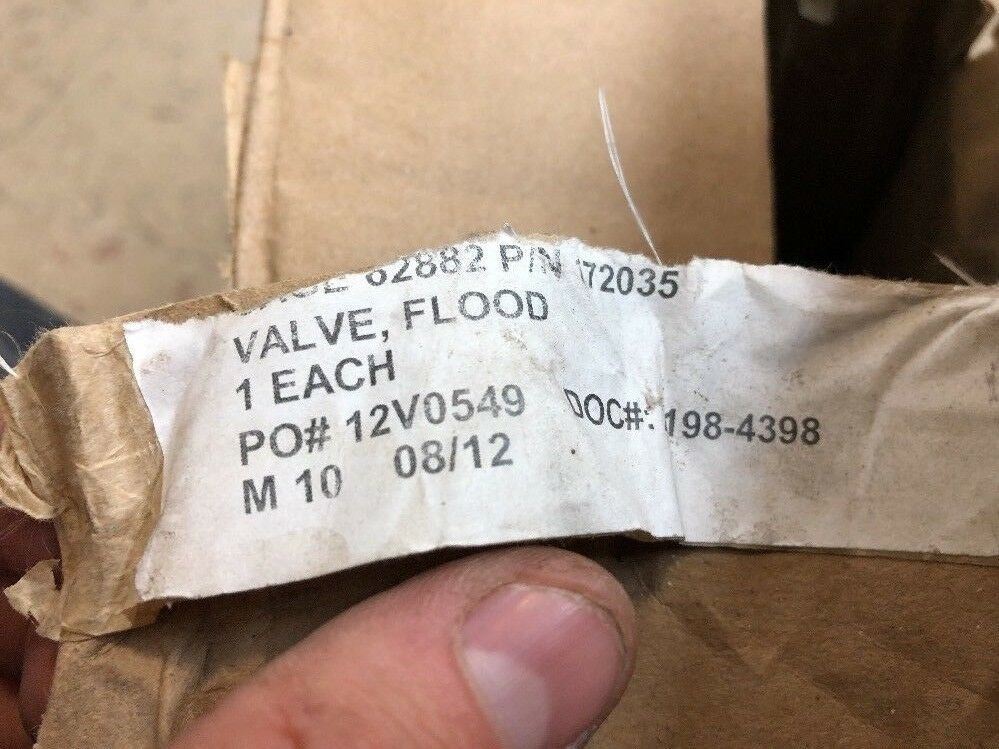 62882 P/N 172035
VALVE, FLOOD
1 EACH
PO# 12V0549 DOC#: 198-4398
M 10 08/12